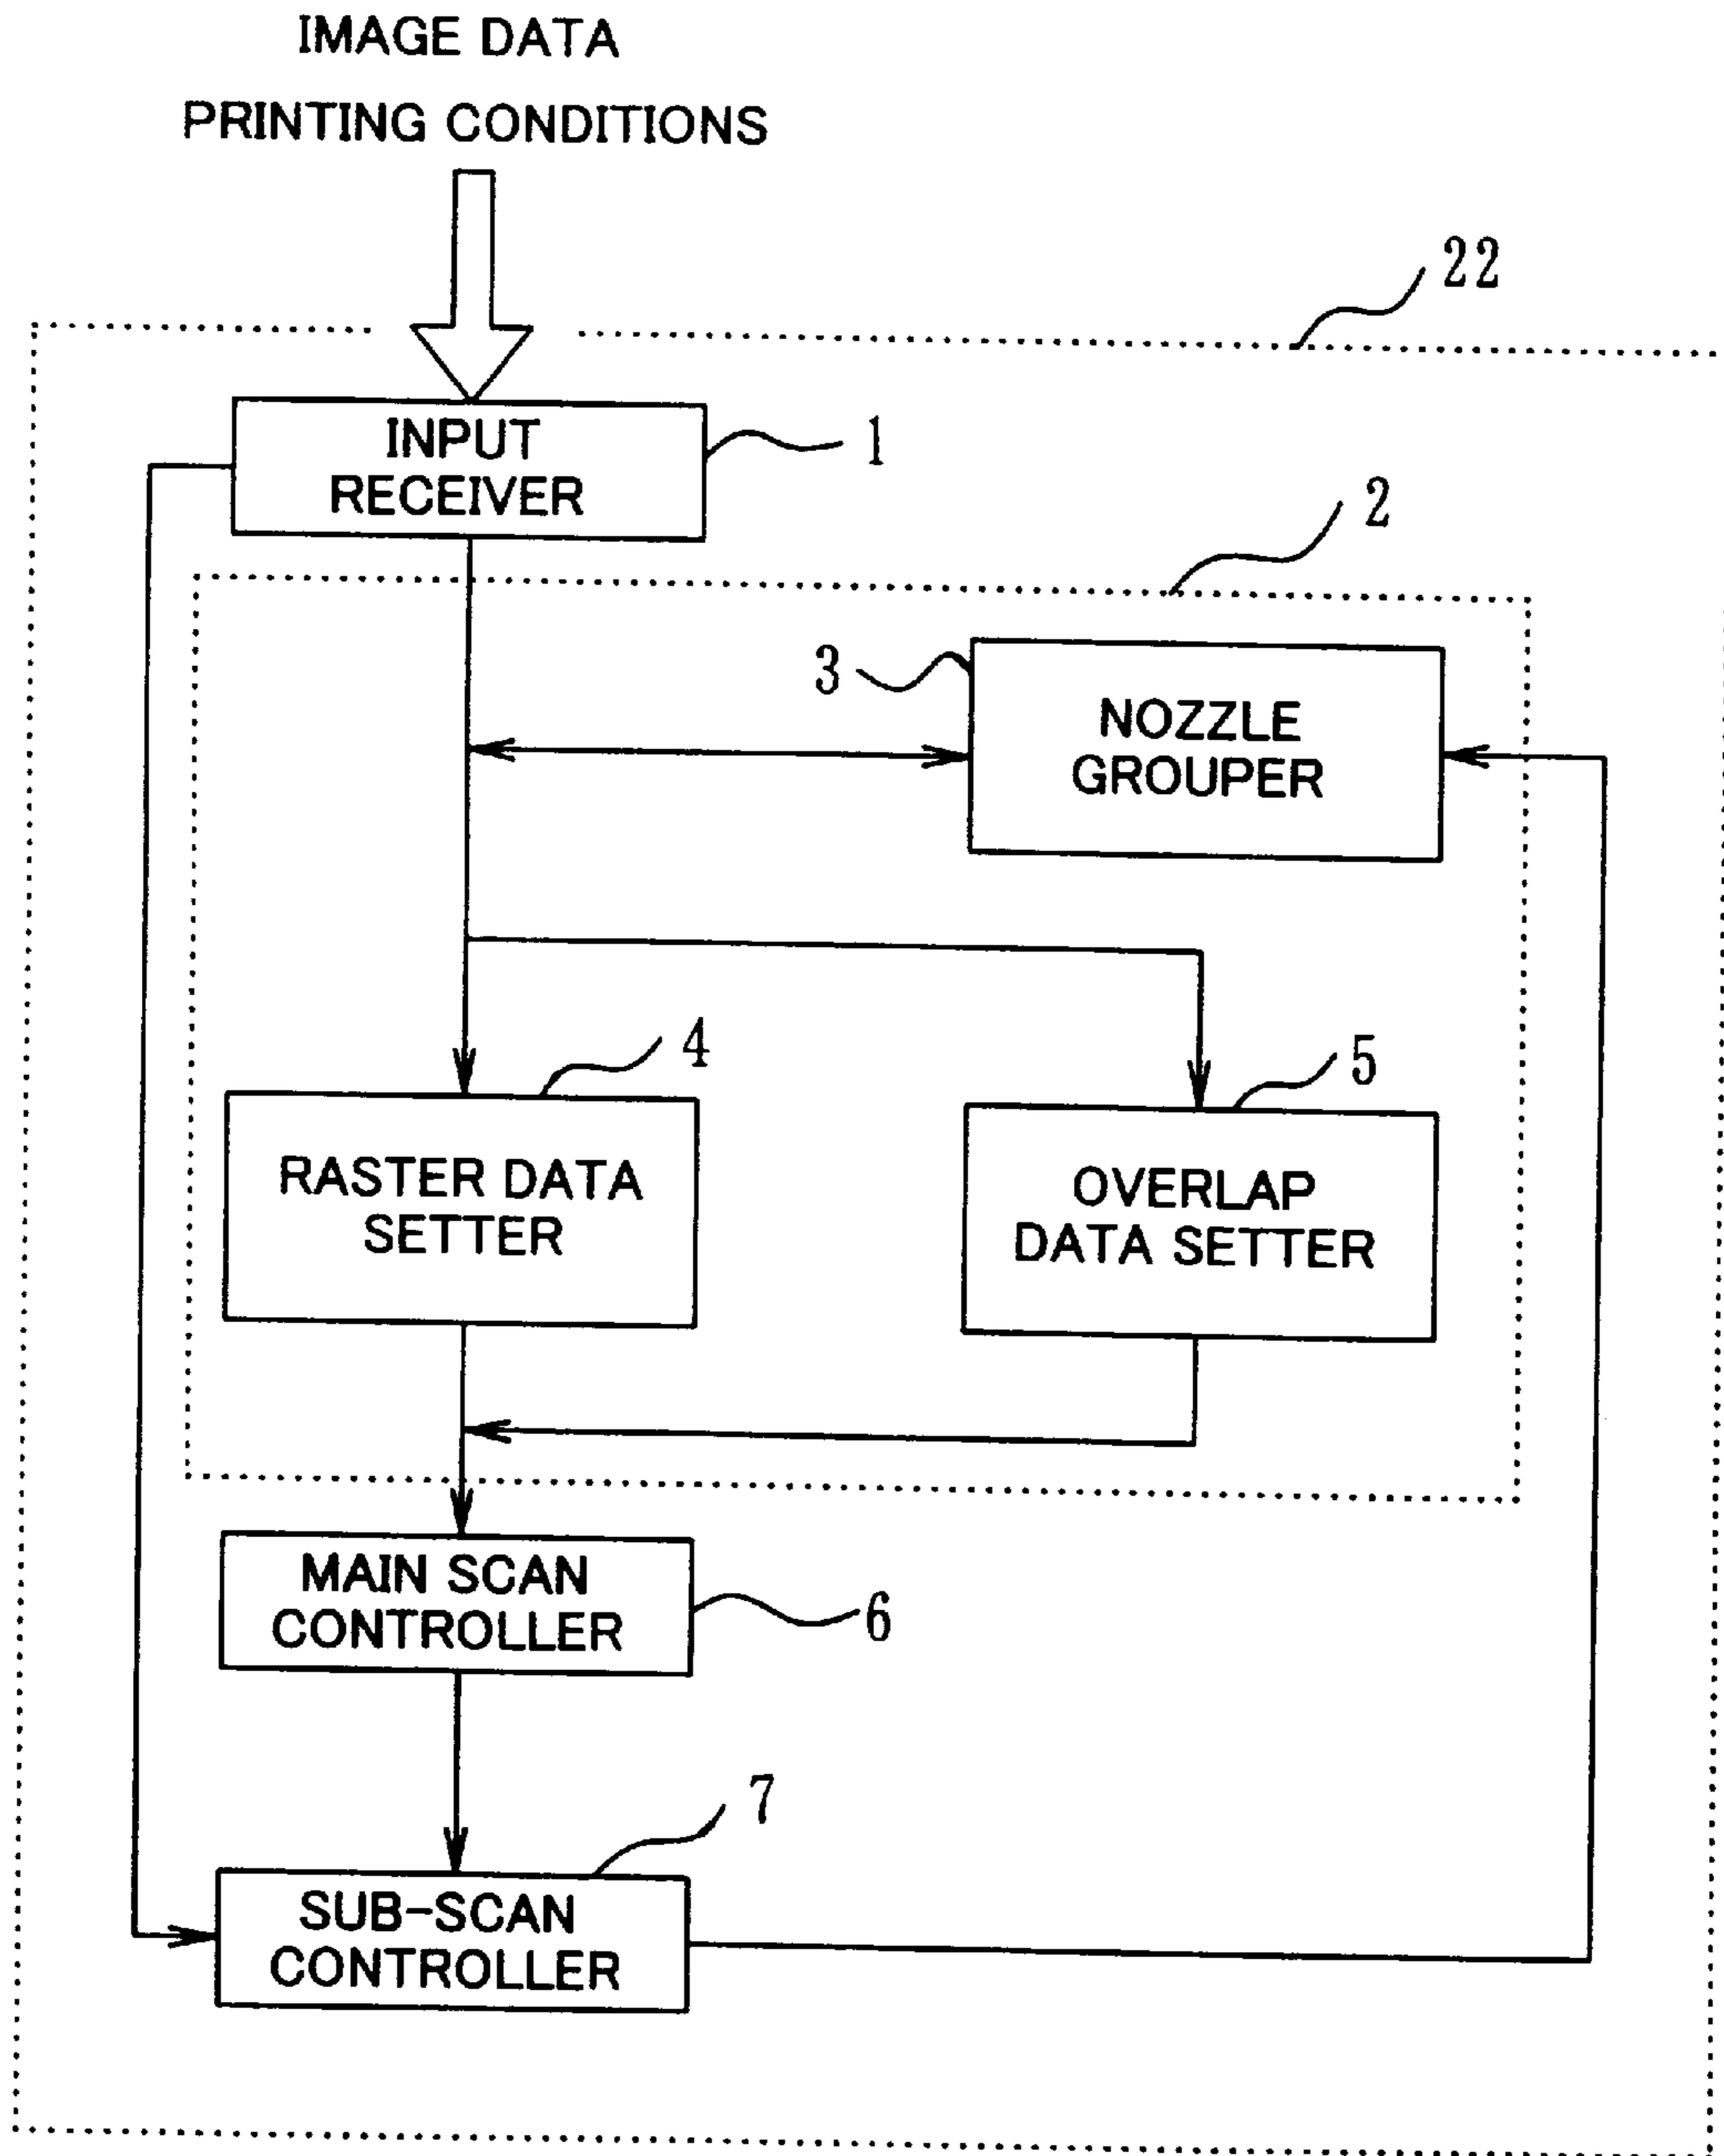 IMAGE DATA
PRINTING CONDITIONS
22
INPUT
RECEIVER
1
2
3
NOZZLE
GROUPER
4
5
RASTER DATA
SETTER
OVERLAP
DATA SETTER
MAIN SCAN
CONTROLLER
6
7
SUB-SCAN
CONTROLLER